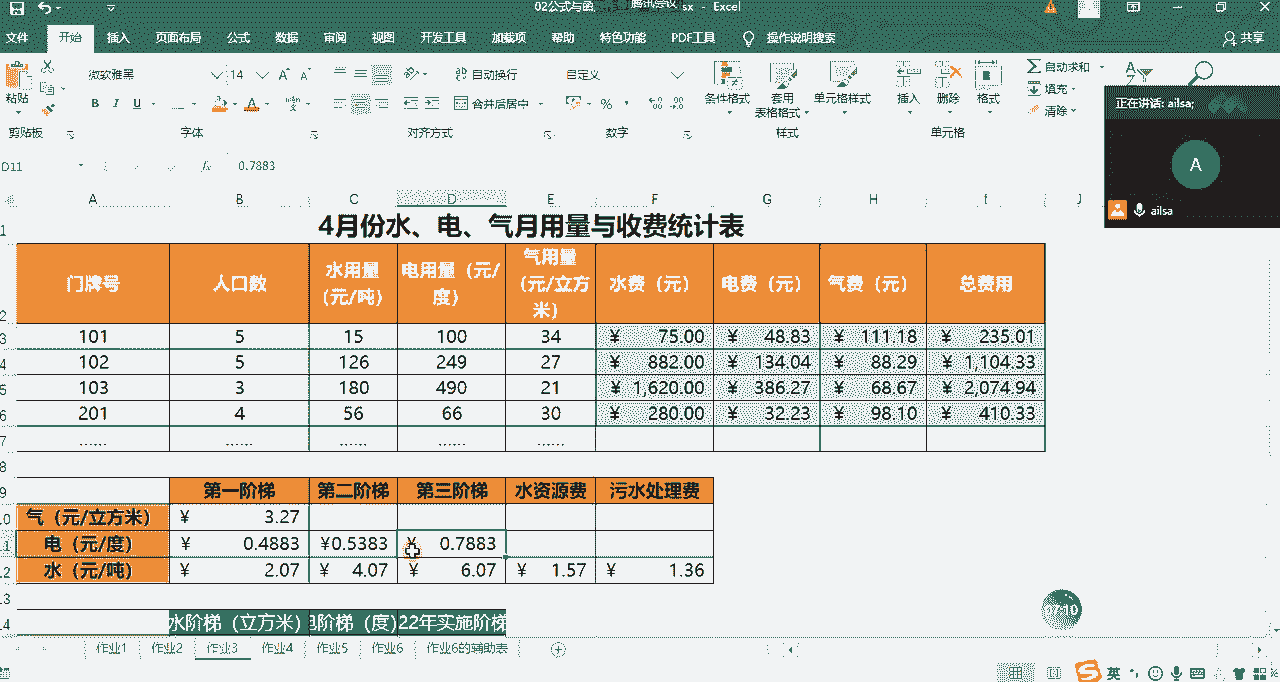 02公式与函 腾讯会议 sx - Excel
文件 开始 插入 页面布局 公式 数据 审阅 视图 开发工具 加载项 帮助 特色功能 PDF工具 操作说明搜索 共享
微软雅黑 14 自动换行 自定义 自动求和
粘贴 B I U 合并后居中 % 条件格式 套用 单元格样式 插入 删除 格式 填充
表格格式 清除
剪贴板 字体 对齐方式 数字 样式 单元格
正在讲话: ailsa;
A
ailsa
D11 fx 0.7883
A B C D E F G H I J
1 4月份水、电、气月用量与收费统计表
2 门牌号 人口数 水用量（元/吨） 电用量（元/度） 气用量（元/立方米） 水费（元） 电费（元） 气费（元） 总费用
3 101 5 15 100 34 ¥ 75.00 ¥ 48.83 ¥ 111.18 ¥ 235.01
4 102 5 126 249 27 ¥ 882.00 ¥ 134.04 ¥ 88.29 ¥ 1,104.33
5 103 3 180 490 21 ¥ 1,620.00 ¥ 386.27 ¥ 68.67 ¥ 2,074.94
6 201 4 56 66 30 ¥ 280.00 ¥ 32.23 ¥ 98.10 ¥ 410.33
7 …… …… …… …… ……
8
9 第一阶梯 第二阶梯 第三阶梯 水资源费 污水处理费
0 气（元/立方米） ¥ 3.27
11 电（元/度） ¥ 0.4883 ¥0.5383 ¥ 0.7883
2 水（元/吨） ¥ 2.07 ¥ 4.07 ¥ 6.07 ¥ 1.57 ¥ 1.36
3
4 水阶梯（立方米） 阶梯（度） 22年实施阶梯
17:10
作业1 作业2 作业3 作业4 作业5 作业6 作业6的辅助表
英